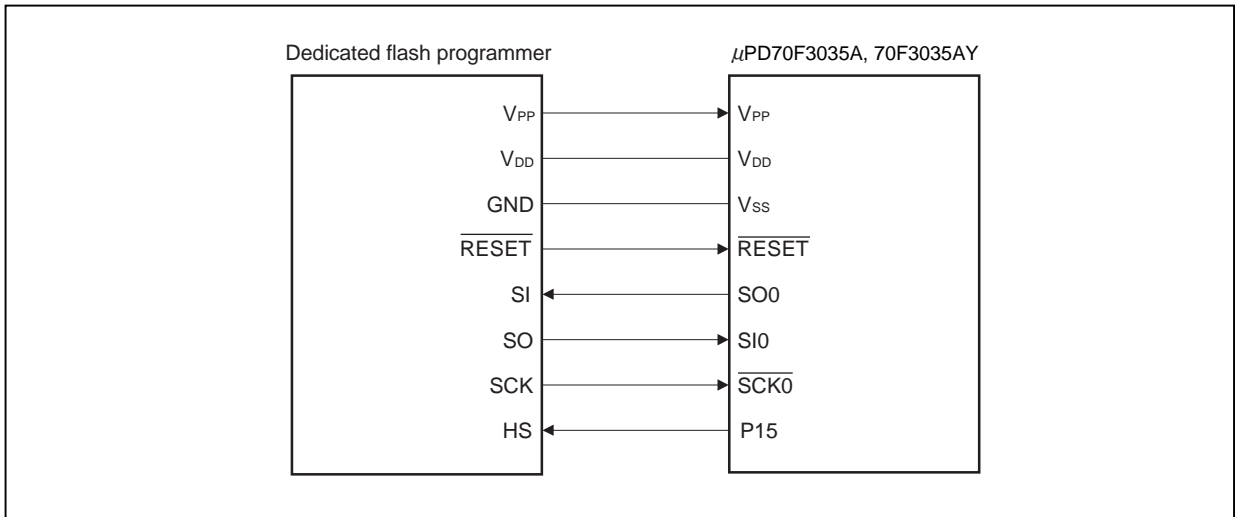 Dedicated flash programmer μPD70F3035A, 70F3035AY
VPP VPP
VDD VDD
GND VSS
RESET RESET
SI SO0
SO SI0
SCK SCK0
HS P15